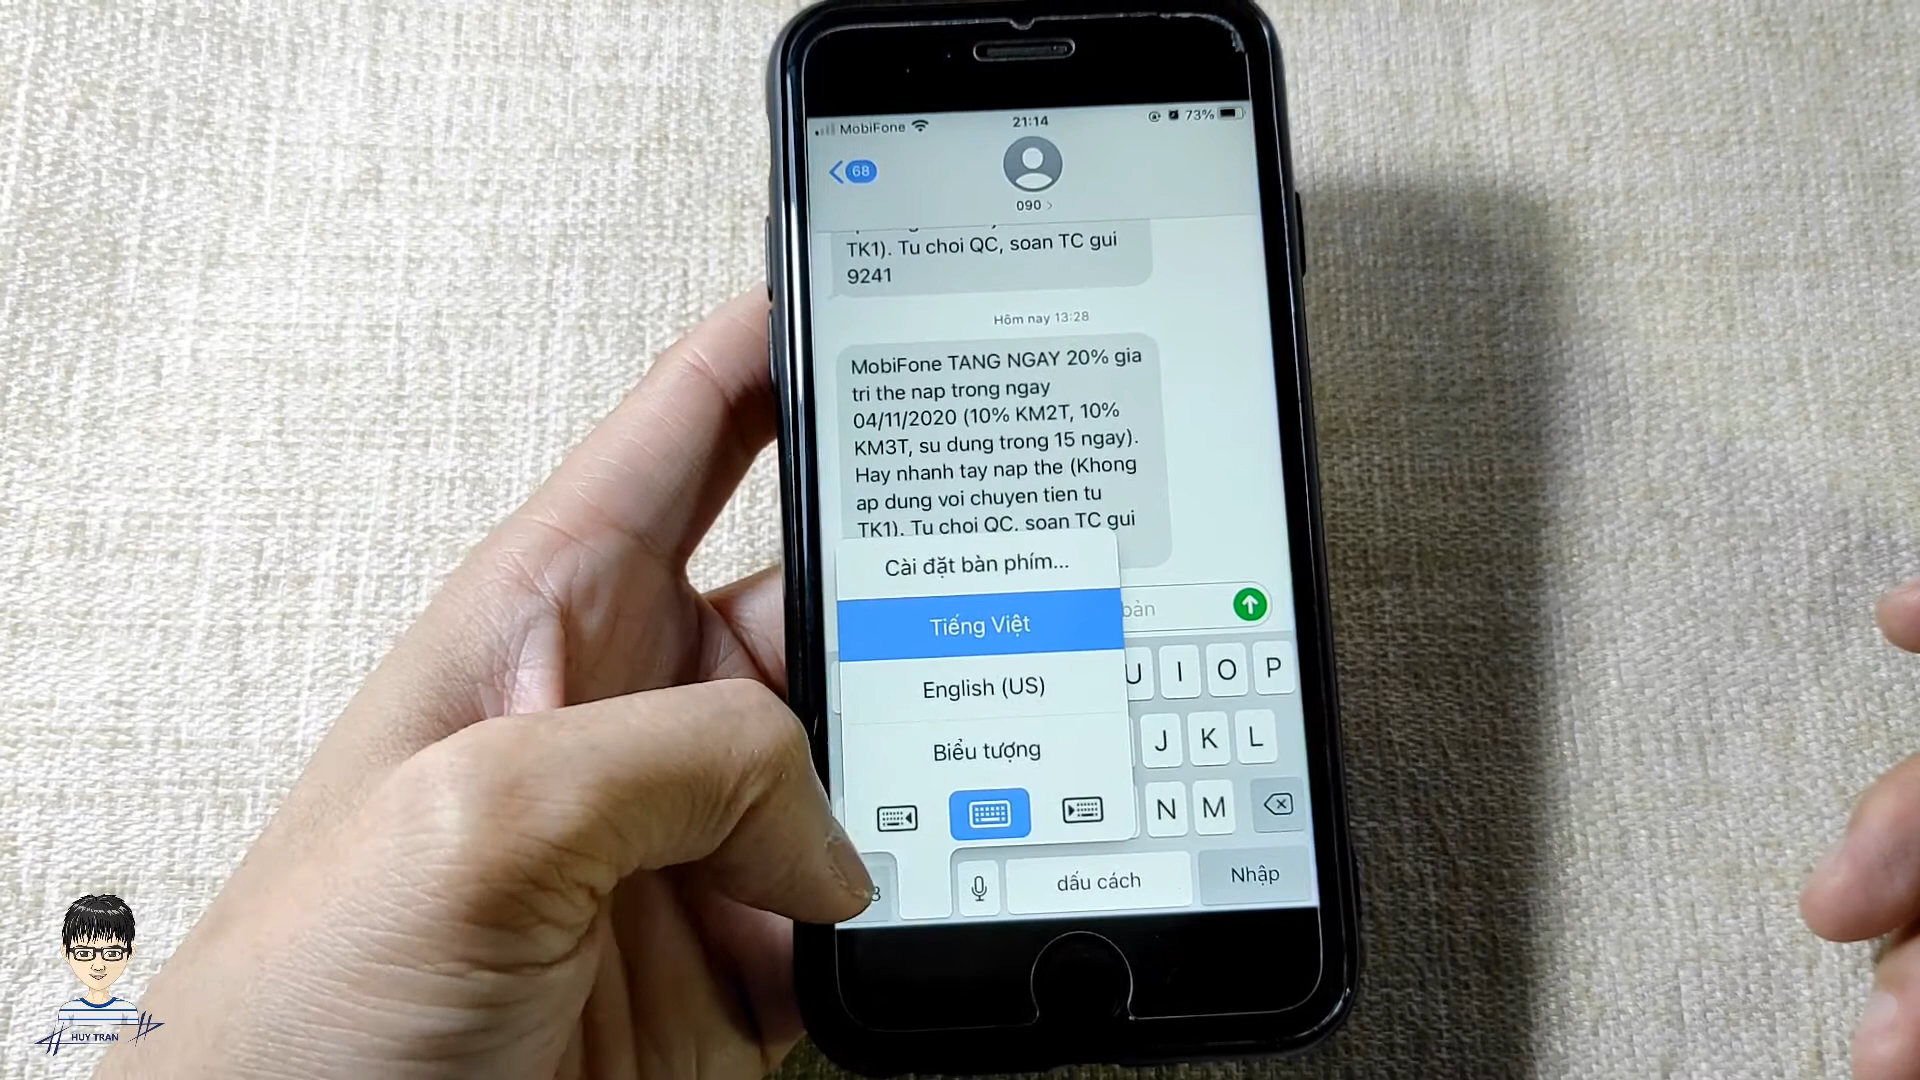 MobiFone
21:14
73%
68
090 >
TK1). Tu choi QC, soan TC gui
9241
Hôm nay 13:28
MobiFone TANG NGAY 20% gia
tri the nap trong ngay
04/11/2020 (10% KM2T, 10%
KM3T, su dung trong 15 ngay).
Hay nhanh tay nap the (Khong
ap dung voi chuyen tien tu
TK1). Tu choi QC. soan TC gui
Cài đặt bàn phím...
Tiếng Việt
bản
English (US)
Biểu tượng
U I O P
J K L
N M
dấu cách
Nhập
HUY TRAN